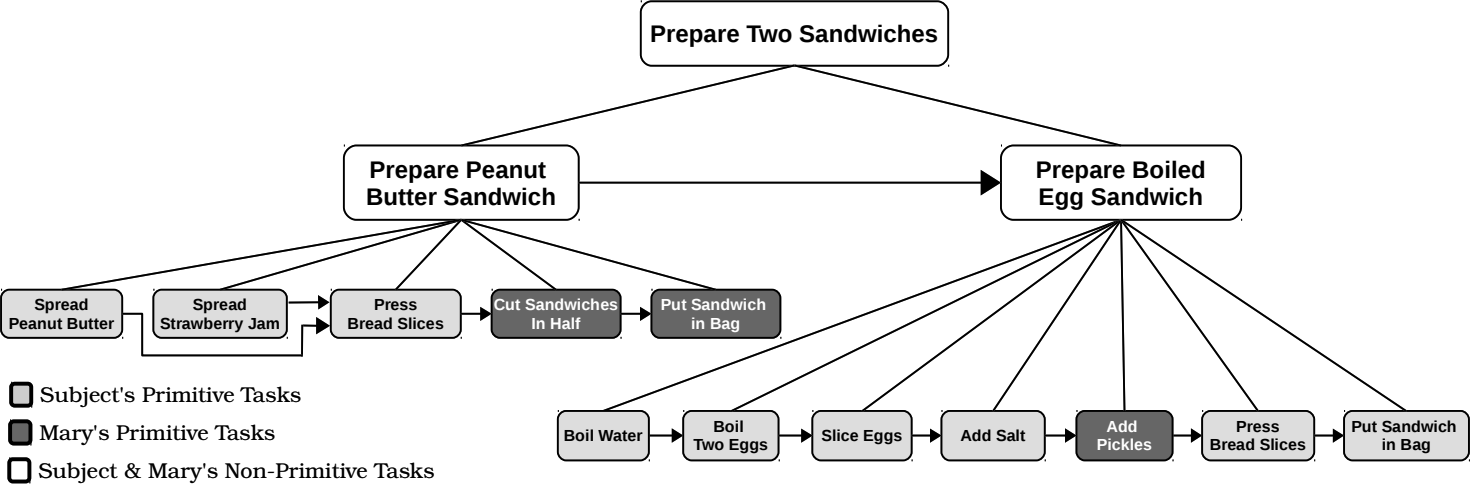 Prepare Two Sandwiches
Prepare Peanut
Butter Sandwich
Prepare Boiled
Egg Sandwich
Spread
Peanut Butter
Spread
Strawberry Jam
Press
Bread Slices
Cut Sandwiches
In Half
Put Sandwich
in Bag
Subject's Primitive Tasks
Mary's Primitive Tasks
Subject & Mary's Non-Primitive Tasks
Boil Water
Boil
Two Eggs
Slice Eggs
Add Salt
Add
Pickles
Press
Bread Slices
Put Sandwich
in Bag